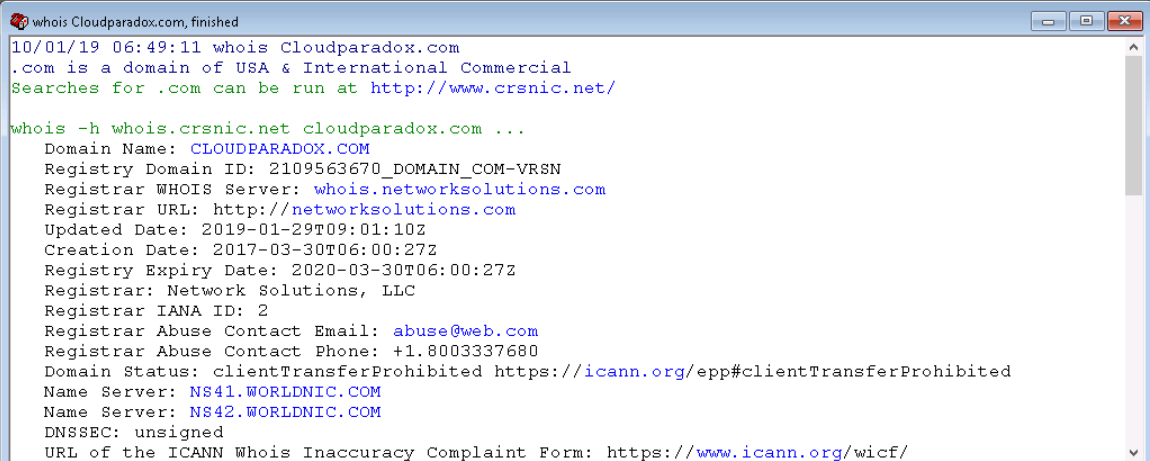 whois Cloudparadox.com, finished
10/01/19 06:49:11 whois Cloudparadox.com
.com is a domain of USA & International Commercial
Searches for .com can be run at http://www.crsnic.net/
whois -h whois.crsnic.net cloudparadox.com ...
Domain Name: CLOUDPARADOX.COM
Registry Domain ID: 2109563670_DOMAIN_COM-VRSN
Registrar WHOIS Server: whois.networksolutions.com
Registrar URL: http://networksolutions.com
Updated Date: 2019-01-29T09:01:10Z
Creation Date: 2017-03-30T06:00:27Z
Registry Expiry Date: 2020-03-30T06:00:27Z
Registrar: Network Solutions, LLC
Registrar IANA ID: 2
Registrar Abuse Contact Email: abuse@web.com
Registrar Abuse Contact Phone: +1.8003337680
Domain Status: clientTransferProhibited https://icann.org/epp#clientTransferProhibited
Name Server: NS41.WORLDNIC.COM
Name Server: NS42.WORLDNIC.COM
DNSSEC: unsigned
URL of the ICANN Whois Inaccuracy Complaint Form: https://www.icann.org/wicf/